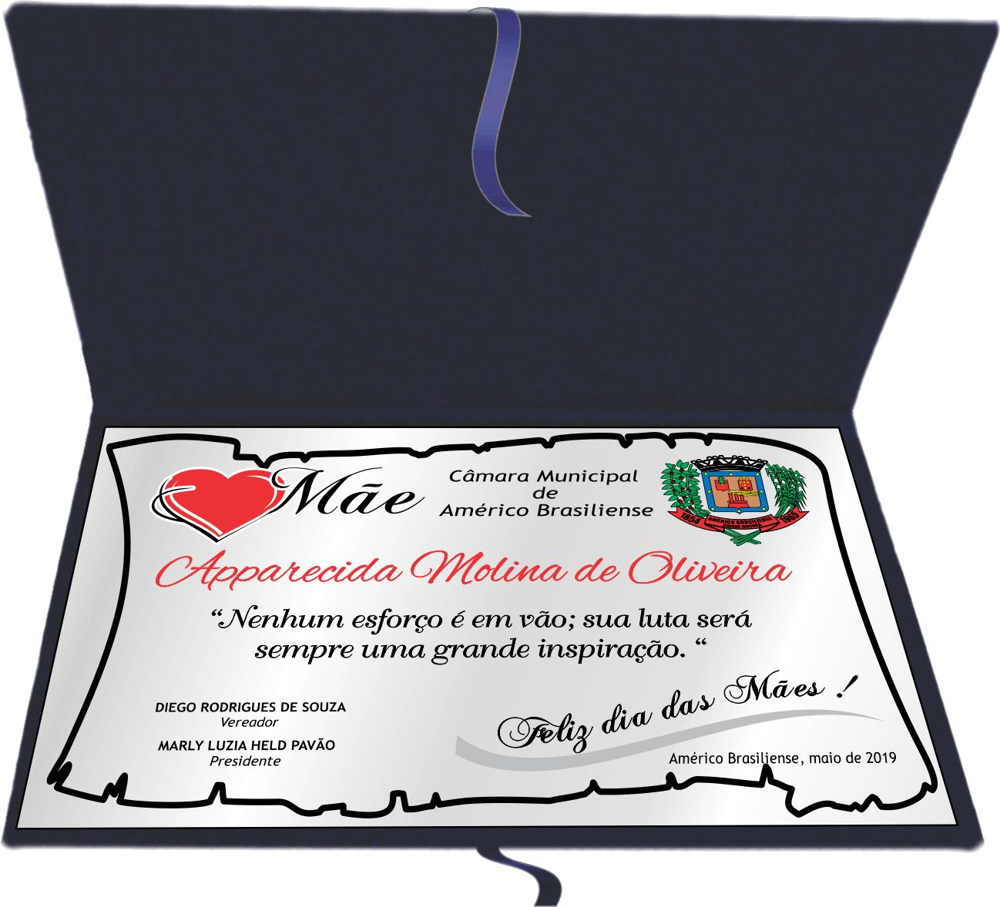 Mãe
Câmara Municipal
de
Américo Brasiliense
1854
AMÉRICO BRASILIENSE
CIDADE DOÇURA
1965
Apparecida Molina de Oliveira
“Nenhum esforço é em vão; sua luta será
sempre uma grande inspiração. “
Feliz dia das Mães !
DIEGO RODRIGUES DE SOUZA
Vereador
MARLY LUZIA HELD PAVÃO
Presidente
Américo Brasiliense, maio de 2019